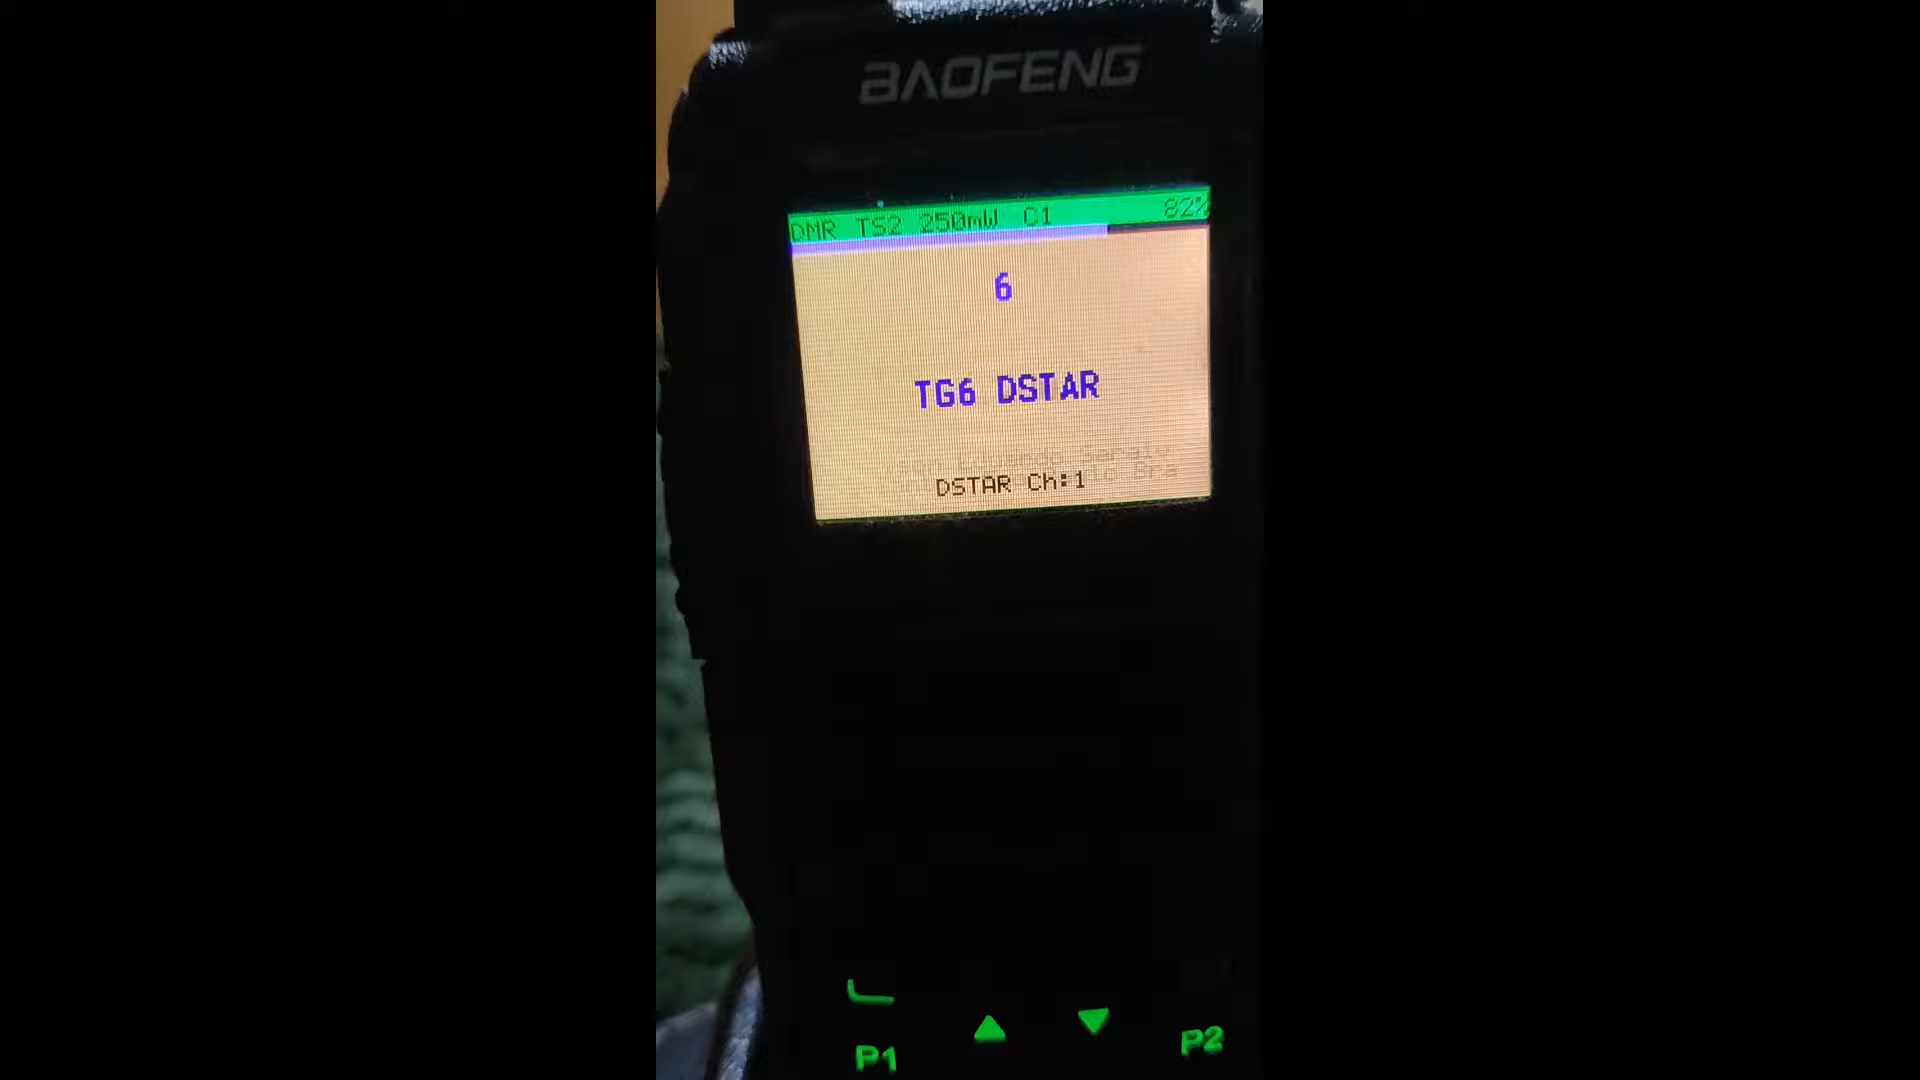 BAOFENG
DMR TS2 250mW C1 82%
6
TG6 DSTAR
DSTAR Ch:1
P1
P2